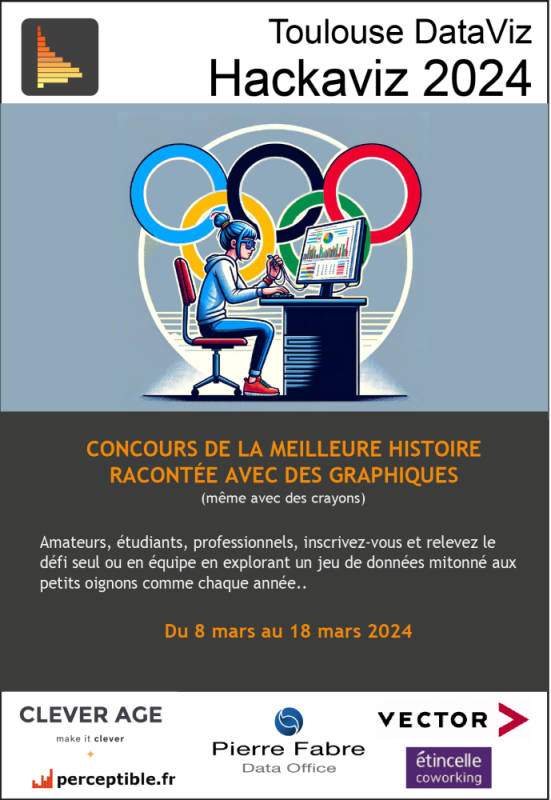 Toulouse DataViz
Hackaviz 2024
CONCOURS DE LA MEILLEURE HISTOIRE
RACONTÉE AVEC DES GRAPHIQUES
(même avec des crayons)
Amateurs, étudiants, professionnels, inscrivez-vous et relevez le
défi seul ou en équipe en explorant un jeu de données mitonné aux
petits oignons comme chaque année..
Du 8 mars au 18 mars 2024
CLEVER AGE
make it clever
perceptible.fr
Pierre Fabre
Data Office
VECTOR
étincelle
coworking